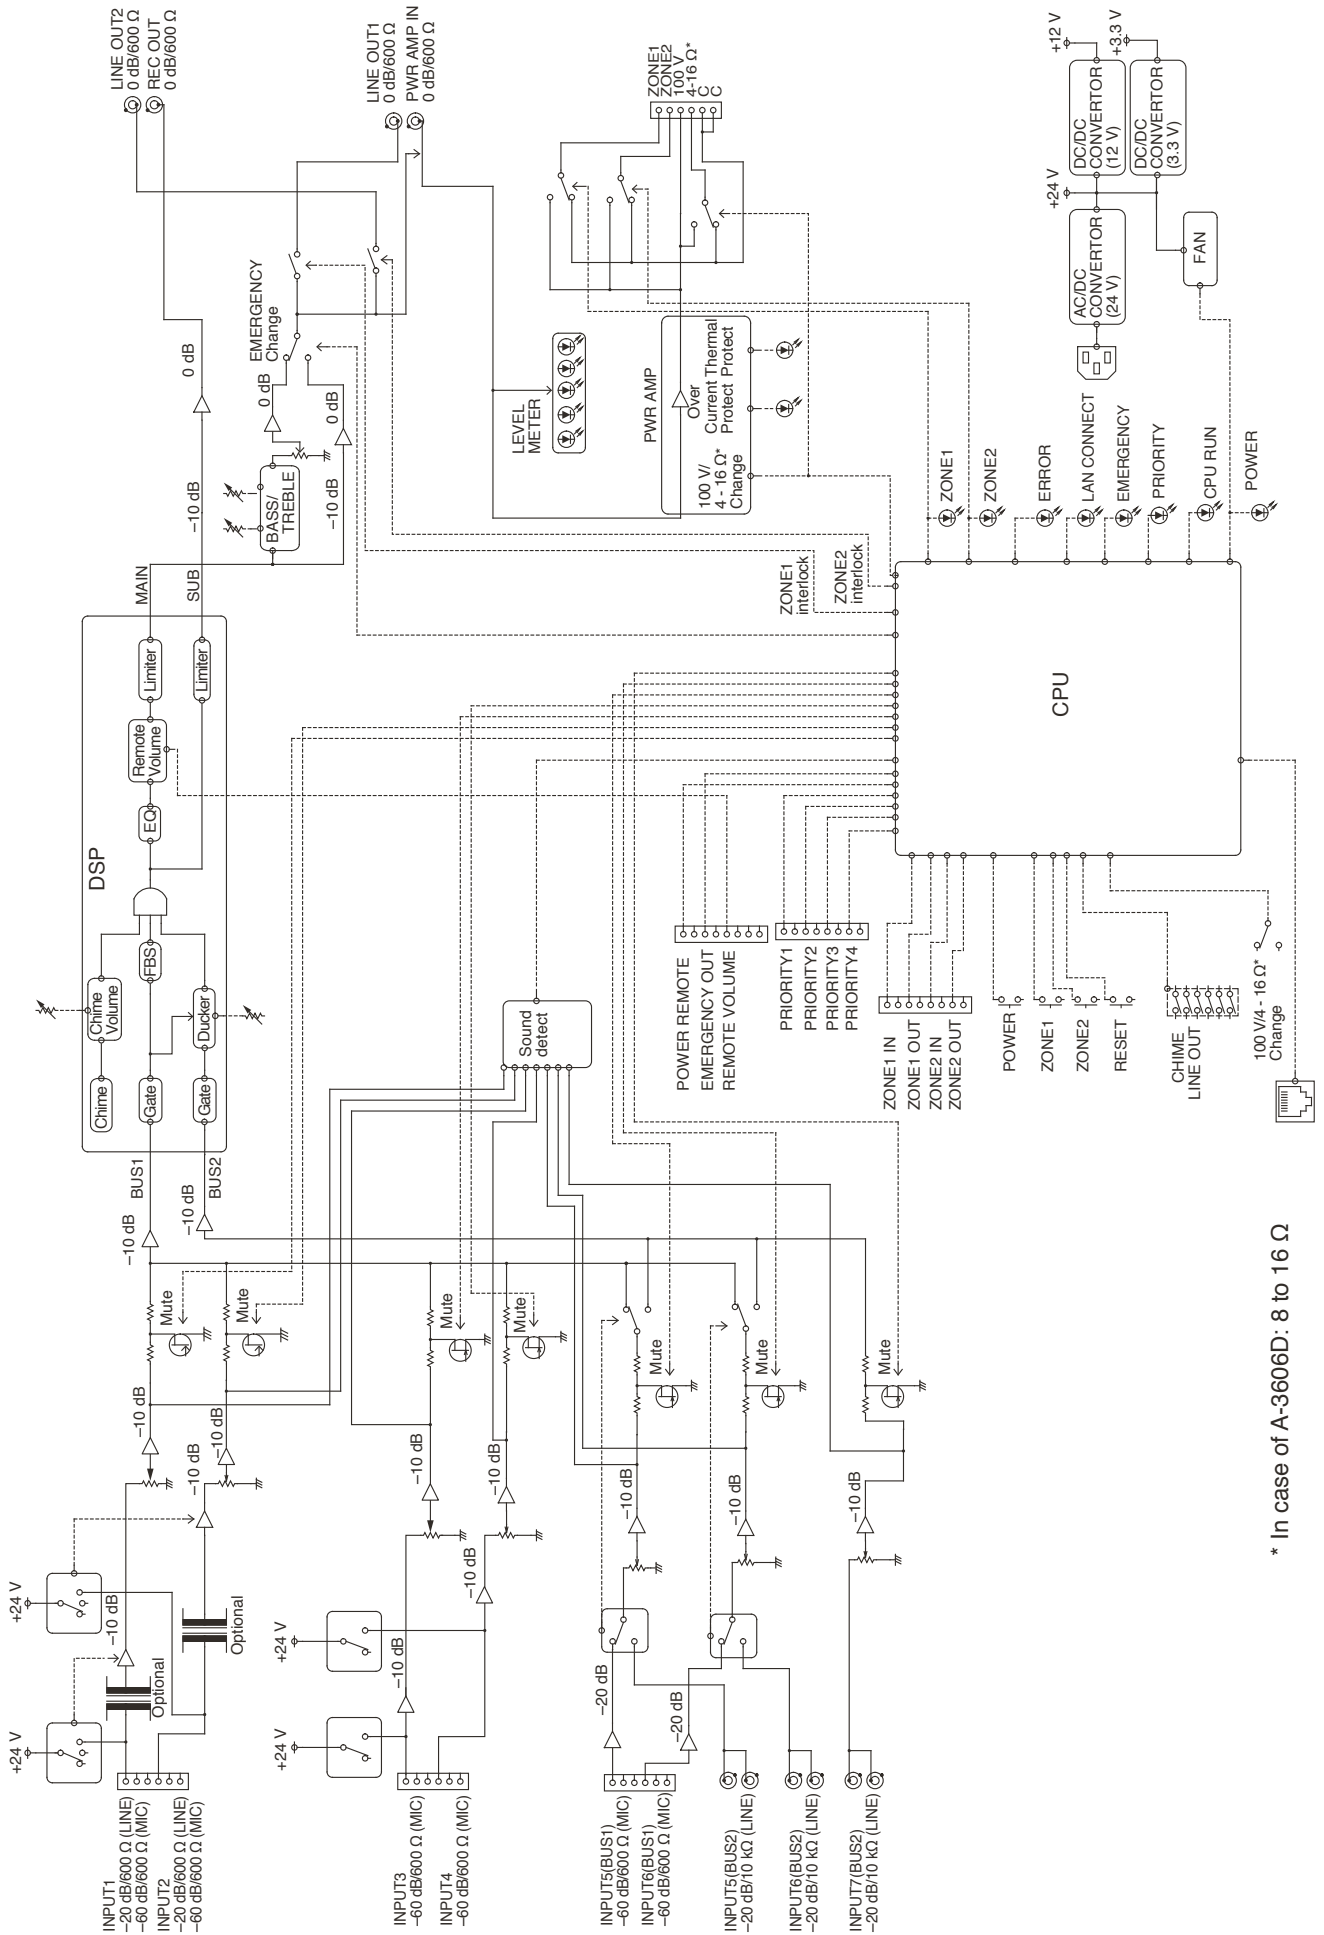 LINE OUT2
0 dB/600 Ω
REC OUT
0 dB/600 Ω
LINE OUT1
0 dB/600 Ω
PWR AMP IN
0 dB/600 Ω
ZONE1
ZONE2
100 V
4-16 Ω*
C
C
+12 V
+3.3 V
DC/DC
CONVERTOR
(12 V)
DC/DC
CONVERTOR
(3.3 V)
+24 V
AC/DC
CONVERTOR
(24 V)
FAN
EMERGENCY
Change
0 dB
0 dB
0 dB
–10 dB
–10 dB
BASS/
TREBLE
LEVEL
METER
PWR AMP
Over
Current
Protect
Thermal
Protect
100 V/
4 - 16 Ω*
Change
MAIN
SUB
ZONE1
ZONE2
ERROR
LAN CONNECT
EMERGENCY
PRIORITY
CPU RUN
POWER
ZONE1
interlock
ZONE2
interlock
CPU
DSP
Limiter
Limiter
Remote
Volume
EQ
FBS
Chime
Volume
Ducker
Chime
Gate
Gate
BUS1
BUS2
–10 dB
–10 dB
Sound
detect
POWER REMOTE
EMERGENCY OUT
REMOTE VOLUME
PRIORITY1
PRIORITY2
PRIORITY3
PRIORITY4
ZONE1 IN
ZONE1 OUT
ZONE2 IN
ZONE2 OUT
POWER
ZONE1
ZONE2
RESET
CHIME
LINE OUT
100 V/4 - 16 Ω*
Change
Mute
Mute
Mute
Mute
Mute
Mute
Mute
–10 dB
–10 dB
–10 dB
–10 dB
–10 dB
–10 dB
–10 dB
–10 dB
–10 dB
–10 dB
–10 dB
–20 dB
–20 dB
+24 V
+24 V
+24 V
+24 V
Optional
Optional
INPUT1
–20 dB/600 Ω (LINE)
–60 dB/600 Ω (MIC)
INPUT2
–20 dB/600 Ω (LINE)
–60 dB/600 Ω (MIC)
INPUT3
–60 dB/600 Ω (MIC)
INPUT4
–60 dB/600 Ω (MIC)
INPUT5(BUS1)
–60 dB/600 Ω (MIC)
INPUT6(BUS1)
–60 dB/600 Ω (MIC)
INPUT5(BUS2)
–20 dB/10 kΩ (LINE)
INPUT6(BUS2)
–20 dB/10 kΩ (LINE)
INPUT7(BUS2)
–20 dB/10 kΩ (LINE)
* In case of A-3606D: 8 to 16 Ω